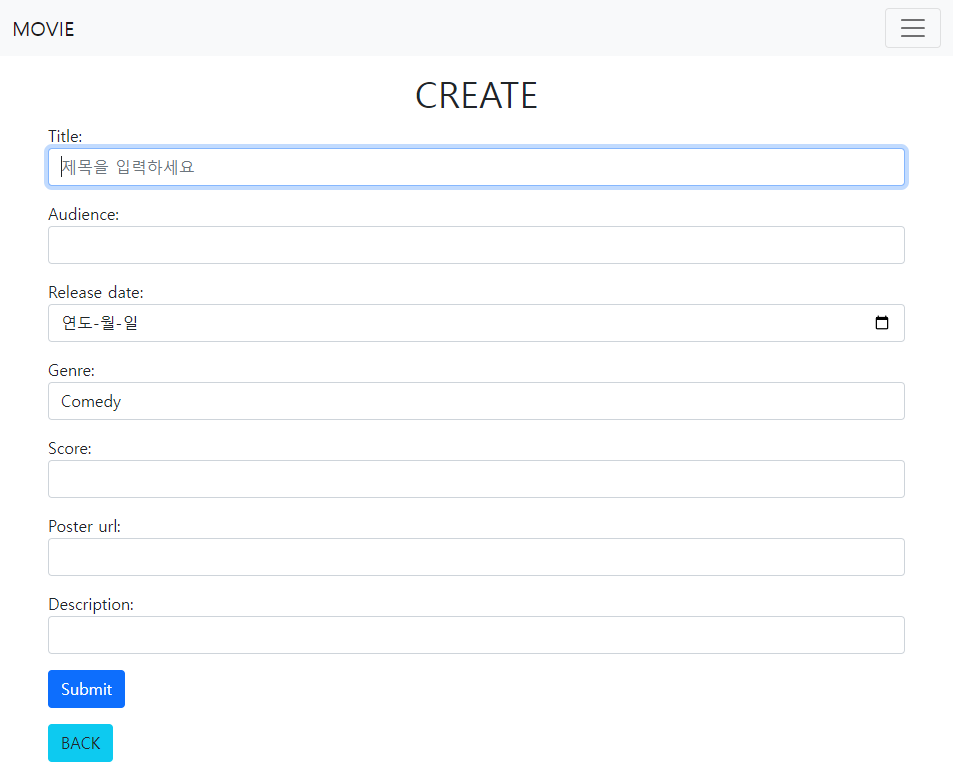 MOVIE
CREATE
Title:
제목을 입력하세요
Audience:
Release date:
연도-월-일
Genre:
Comedy
Score:
Poster url:
Description:
Submit
BACK